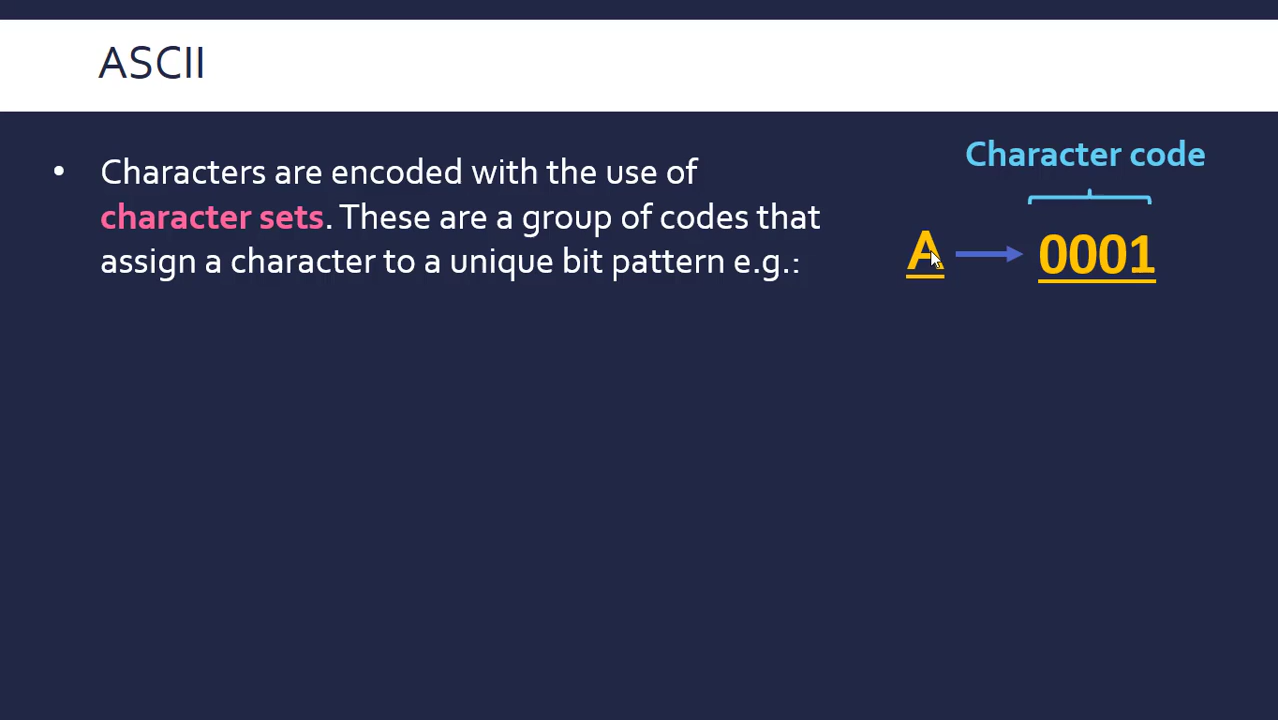 ASCII
• Characters are encoded with the use of
character sets. These are a group of codes that
assign a character to a unique bit pattern e.g.:
Character code
A → 0001